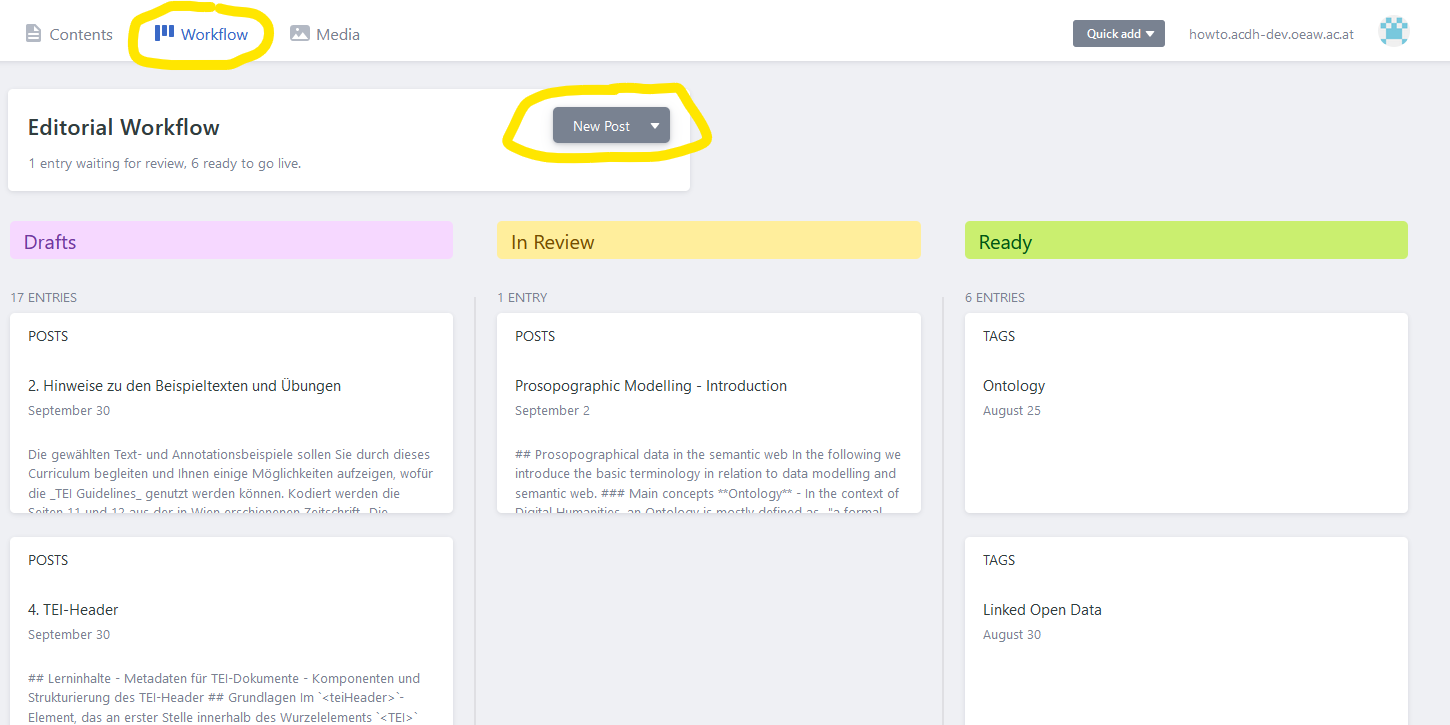 Contents
Workflow
Media
Quick add
howto.acdh-dev.oeaw.ac.at
Editorial Workflow
New Post
1 entry waiting for review, 6 ready to go live.
Drafts
17 ENTRIES
POSTS
2. Hinweise zu den Beispieltexten und Übungen
September 30
Die gewählten Text- und Annotationsbeispiele sollen Sie durch dieses
Curriculum begleiten und Ihnen einige Möglichkeiten aufzeigen, wofür
die _TEI Guidelines_ genutzt werden können. Kodiert werden die
Seiten 11 und 12 aus der in Wien erschienenen Zeitschrift Die
POSTS
4. TEI-Header
September 30
## Lerninhalte - Metadaten für TEI-Dokumente - Komponenten und
Strukturierung des TEI-Header ## Grundlagen Im `<teiHeader>`-
Element, das an erster Stelle innerhalb des Wurzelelements `<TEI>`
In Review
1 ENTRY
POSTS
Prosopographic Modelling - Introduction
September 2
## Prosopographical data in the semantic web In the following we
introduce the basic terminology in relation to data modelling and
semantic web. ### Main concepts **Ontology** - In the context of
Digital Humanities, an Ontology is mostly defined as "a formal
Ready
6 ENTRIES
TAGS
Ontology
August 25
TAGS
Linked Open Data
August 30